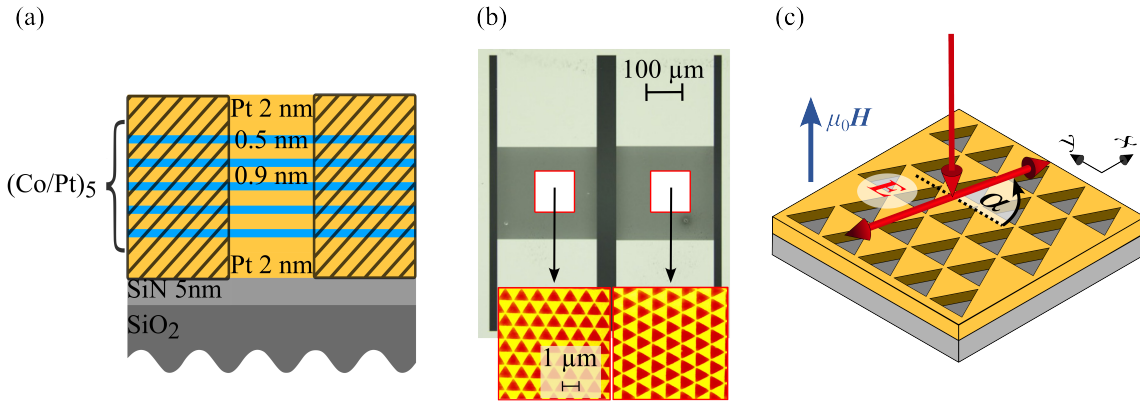 (a)
Pt 2 nm
0.5 nm
0.9 nm
(Co/Pt)5
Pt 2 nm
SiN 5nm
SiO2
(b)
100 µm
1 µm
(c)
μ0H
E
α
y
x